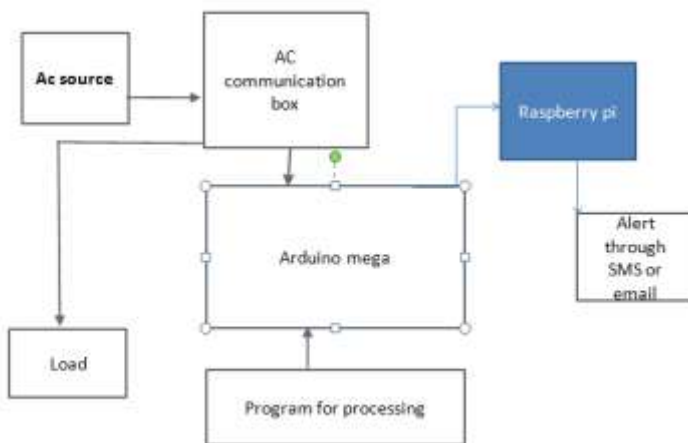 Ac source
AC
communication
box
Raspberry pi
Arduino mega
Alert
through
SMS or
email
Load
Program for processing